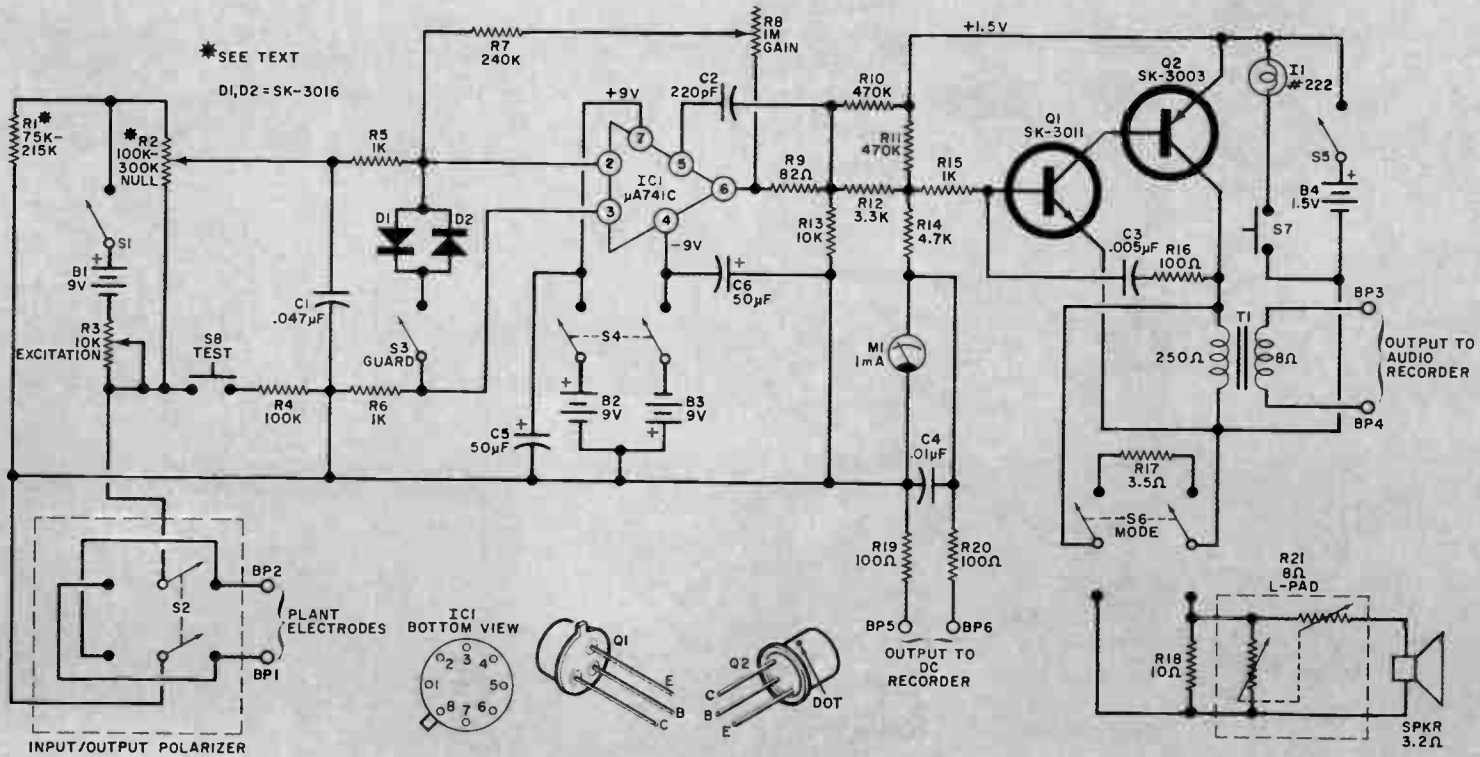 ✱SEE TEXT
D1,D2 = SK-3016
R1✱
75K-
215K
✱
R2
100K-
300K
NULL
S1
+
B1
9V
R3
10K
EXCITATION
S8
TEST
R4
100K
C1
.047µF
R5
1K
R6
1K
D1
D2
S3
GUARD
R7
240K
R8
1M
GAIN
+9V
C2
220pF
2
3
7
5
6
4
IC1
µA741C
-9V
+
C6
50µF
S4
+
B2
9V
B3
9V
+
C5
50µF
+
R9
82Ω
R10
470K
R11
470K
R12
3.3K
R13
10K
R14
4.7K
R15
1K
M1
1mA
C4
.01µF
R19
100Ω
R20
100Ω
BP5
BP6
OUTPUT TO
DC
RECORDER
+1.5V
Q1
SK-3011
Q2
SK-3003
I1
#222
S5
+
B4
1.5V
S7
C3
.005µF
R16
100Ω
T1
250Ω
8Ω
BP3
BP4
OUTPUT TO
AUDIO
RECORDER
R17
3.5Ω
S6
MODE
R21
8Ω
L-PAD
R18
10Ω
SPKR
3.2Ω
S2
BP2
BP1
PLANT
ELECTRODES
INPUT/OUTPUT POLARIZER
IC1
BOTTOM VIEW
1
2
3
4
5
6
7
8
Q1
E
B
C
Q2
C
B
E
DOT